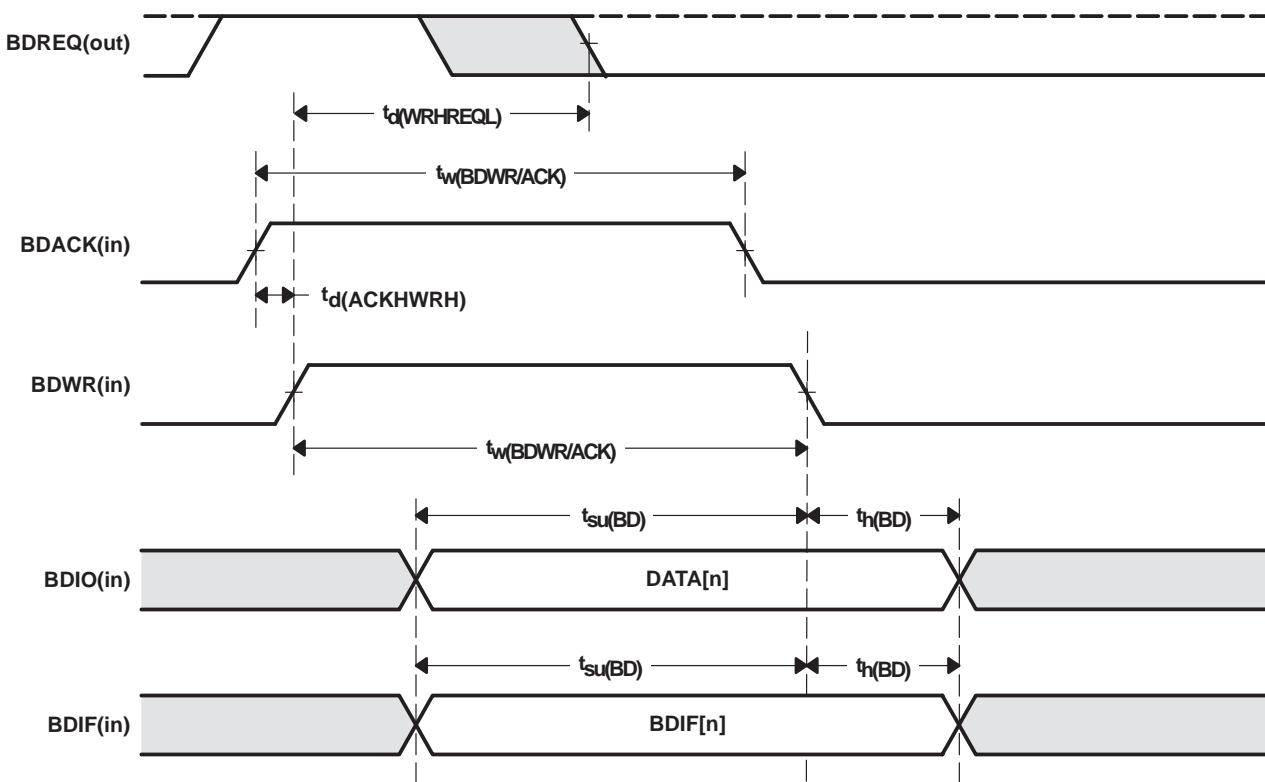 BDREQ(out)
td(WRHREQL)
tw(BDWR/ACK)
BDACK(in)
td(ACKHWRH)
BDWR(in)
tw(BDWR/ACK)
tsu(BD) th(BD)
BDIO(in) DATA[n]
tsu(BD) th(BD)
BDIF(in) BDIF[n]